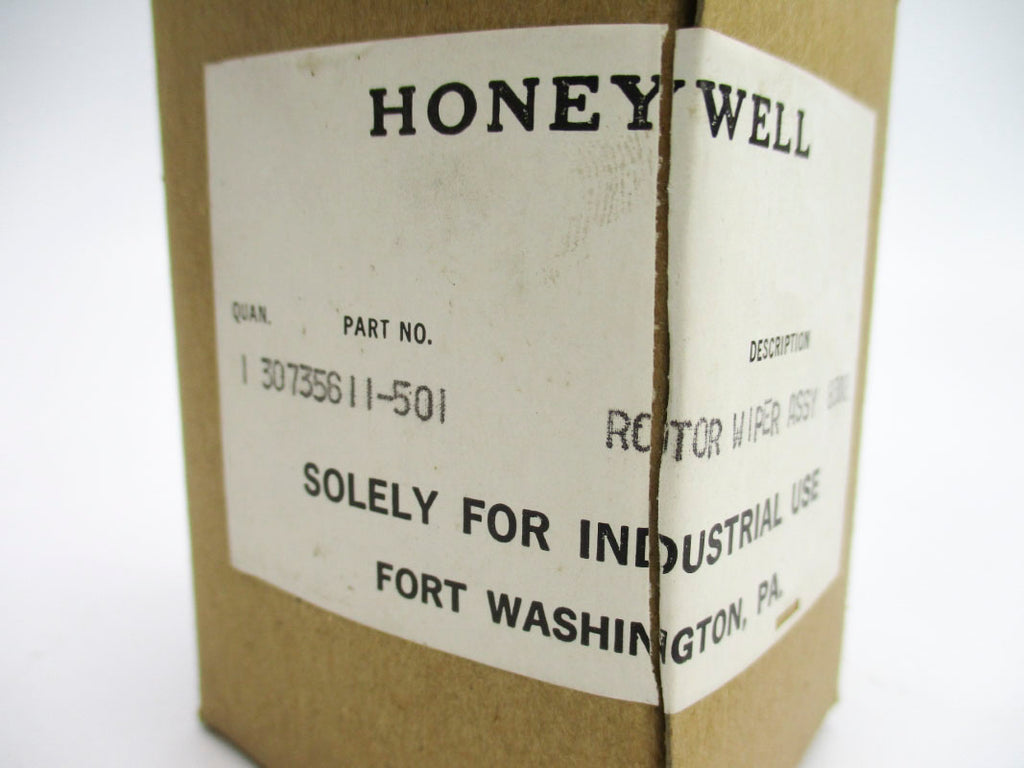 HONEYWELL
QUAN. PART NO. DESCRIPTION
1 30735611-501 ROTOR WIPER ASSY
SOLELY FOR INDUSTRIAL USE
FORT WASHINGTON, PA.